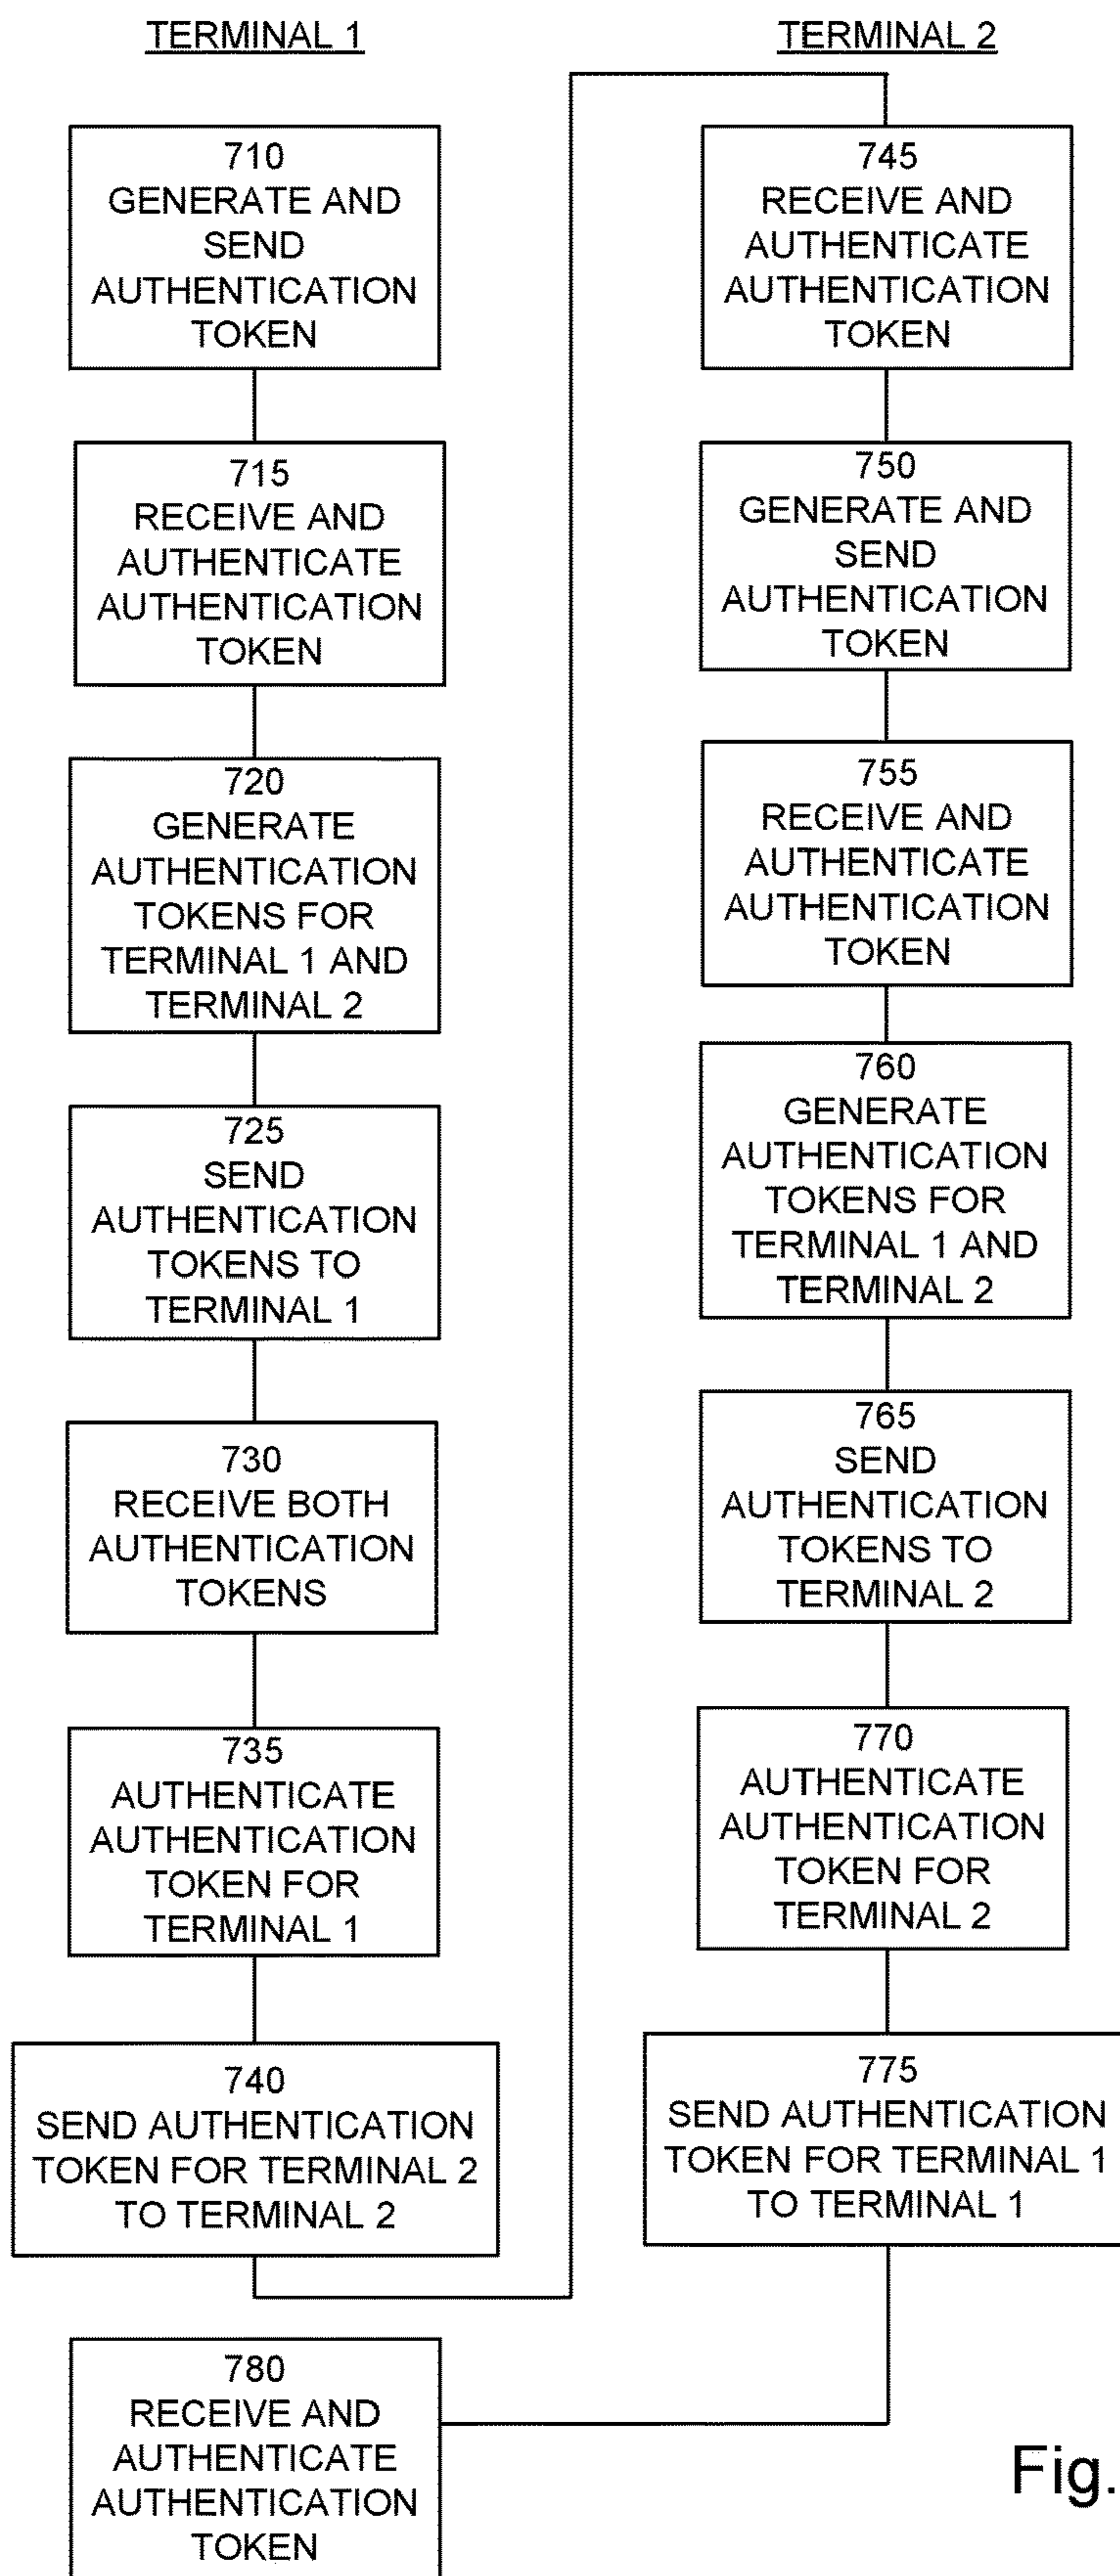 TERMINAL 1
710
GENERATE AND
SEND
AUTHENTICATION
TOKEN
715
RECEIVE AND
AUTHENTICATE
AUTHENTICATION
TOKEN
720
GENERATE
AUTHENTICATION
TOKENS FOR
TERMINAL 1 AND
TERMINAL 2
725
SEND
AUTHENTICATION
TOKENS TO
TERMINAL 1
730
RECEIVE BOTH
AUTHENTICATION
TOKENS
735
AUTHENTICATE
AUTHENTICATION
TOKEN FOR
TERMINAL 1
740
SEND AUTHENTICATION
TOKEN FOR TERMINAL 2
TO TERMINAL 2
TERMINAL 2
745
RECEIVE AND
AUTHENTICATE
AUTHENTICATION
TOKEN
750
GENERATE AND
SEND
AUTHENTICATION
TOKEN
755
RECEIVE AND
AUTHENTICATE
AUTHENTICATION
TOKEN
760
GENERATE
AUTHENTICATION
TOKENS FOR
TERMINAL 1 AND
TERMINAL 2
765
SEND
AUTHENTICATION
TOKENS TO
TERMINAL 2
770
AUTHENTICATE
AUTHENTICATION
TOKEN FOR
TERMINAL 2
775
SEND AUTHENTICATION
TOKEN FOR TERMINAL 1
TO TERMINAL 1
780
RECEIVE AND
AUTHENTICATE
AUTHENTICATION
TOKEN
Fig.